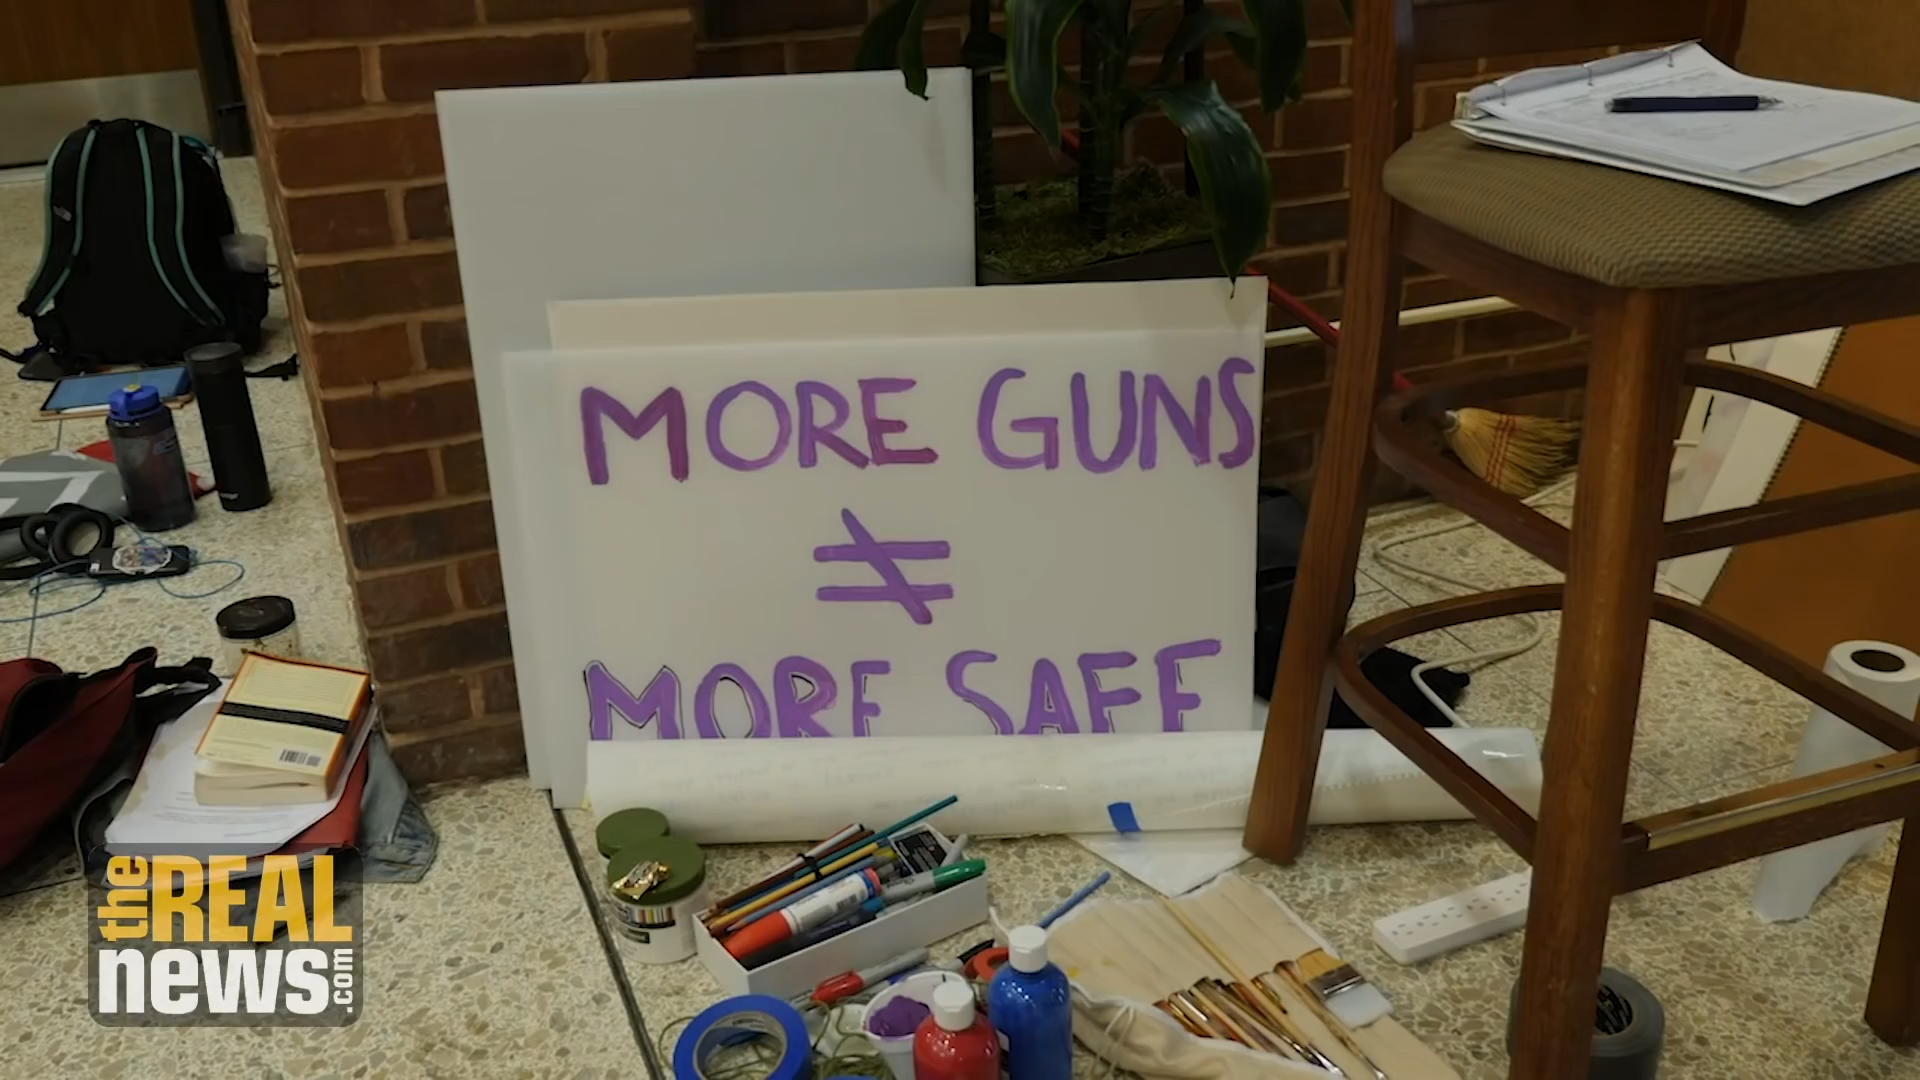 MORE GUNS
≠
MORE SAFE
the REAL
news.com